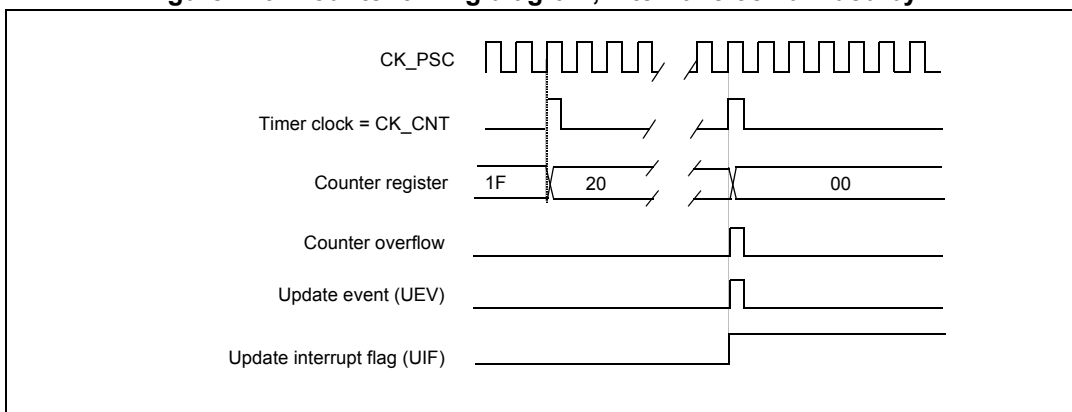 CK_PSC
Timer clock = CK_CNT
Counter register 1F 20 00
Counter overflow
Update event (UEV)
Update interrupt flag (UIF)